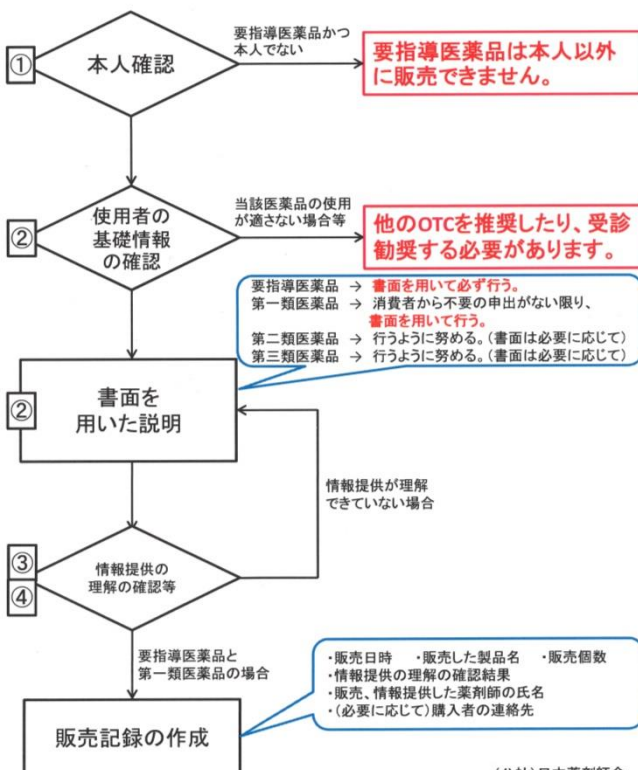 ①
本人確認
要指導医薬品かつ
本人でない
要指導医薬品は本人以外
に販売できません。
②
使用者の
基礎情報
の確認
当該医薬品の使用
が適さない場合等
他のOTCを推奨したり、受診
勧奨する必要があります。
要指導医薬品 → 書面を用いて必ず行う。
第一類医薬品 → 消費者から不要の申出がない限り、
書面を用いて行う。
第二類医薬品 → 行うように努める。(書面は必要に応じて)
第三類医薬品 → 行うように努める。(書面は必要に応じて)
②
書面を
用いた説明
情報提供が理解
できていない場合
③
④
情報提供の
理解の確認等
要指導医薬品と
第一類医薬品の場合
・販売日時 ・販売した製品名 ・販売個数
・情報提供の理解の確認結果
・販売、情報提供した薬剤師の氏名
・(必要に応じて)購入者の連絡先
販売記録の作成